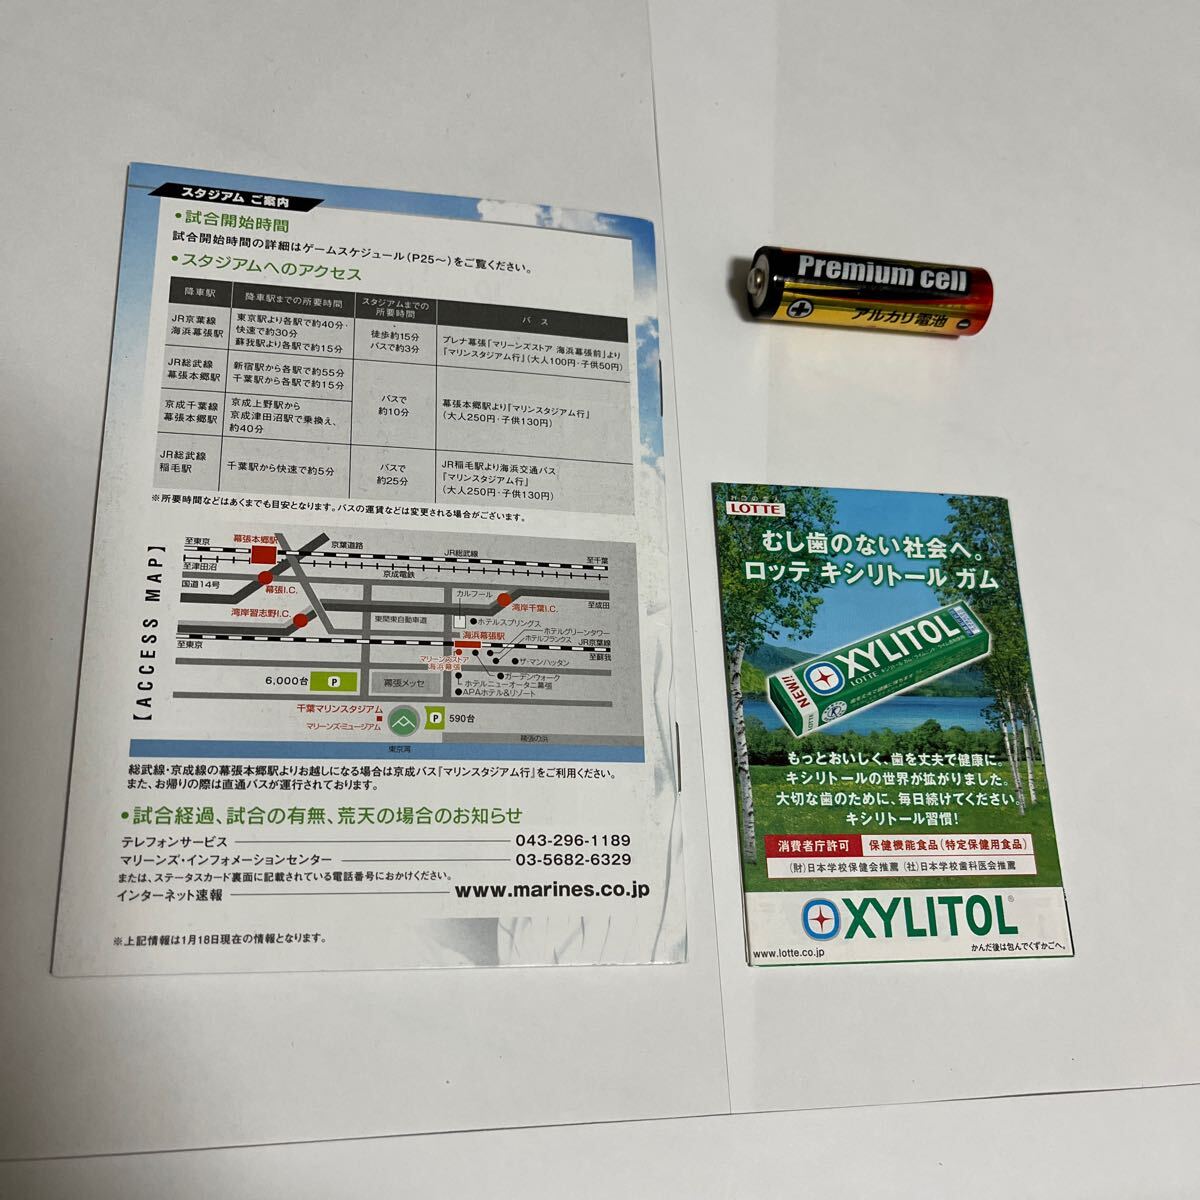 スタジアム ご案内
・試合開始時間
試合開始時間の詳細はゲームスケジュール（P25～）をご覧ください。
・スタジアムへのアクセス
降車駅
降車駅までの所要時間
スタジアムまでの
所要時間
バス
JR京葉線
海浜幕張駅
東京駅より各駅で約40分・
快速で約30分
蘇我駅より各駅で約15分
徒歩約15分
バスで約3分
プレナ幕張「マリーンズストア 海浜幕張前」より
『マリンスタジアム行』（大人100円・子供50円）
JR総武線
幕張本郷駅
新宿駅から各駅で約55分
千葉駅から各駅で約15分
京成千葉線
幕張本郷駅
京成上野駅から
京成津田沼駅で乗換え、
約40分
バスで
約10分
幕張本郷駅より『マリンスタジアム行』
（大人250円・子供130円）
JR総武線
稲毛駅
千葉駅から快速で約5分
バスで
約25分
JR稲毛駅より海浜交通バス
『マリンスタジアム行』
（大人250円・子供130円）
※所要時間などはあくまでも目安となります。バスの運賃などは変更される場合がございます。
[ACCESS MAP]
至東京
幕張本郷駅
京葉道路
JR総武線
至千葉
至津田沼
京成電鉄
国道14号
幕張I.C.
カルフール
湾岸千葉I.C.
至成田
湾岸習志野I.C.
東関東自動車道
●ホテルスプリングス
至東京
海浜幕張駅
ホテルグリーンタワー
ホテルフランクス
JR京葉線
至蘇我
マリーンズストア
海浜幕張
●ザ・マンハッタン
●ガーデンウォーク
6,000台
P
幕張メッセ
●ホテルニューオータニ幕張
●APAホテル&リゾート
千葉マリンスタジアム
マリーンズ・ミュージアム
P
590台
幕張の浜
東京湾
総武線・京成線の幕張本郷駅よりお越しになる場合は京成バス『マリンスタジアム行』をご利用ください。
また、お帰りの際は直通バスが運行されております。
・試合経過、試合の有無、荒天の場合のお知らせ
テレフォンサービス 043-296-1189
マリーンズ・インフォメーションセンター 03-5682-6329
または、ステータスカード裏面に記載されている電話番号におかけください。
インターネット速報 www.marines.co.jp
※上記情報は1月18日現在の情報となります。
Premium cell
アルカリ電池
お口の恋人
LOTTE
むし歯のない社会へ。
ロッテ キシリトール ガム
NEW!!
XYLITOL
LOTTE キシリトール ガム
LOTTE
もっとおいしく、歯を丈夫で健康に。
キシリトールの世界が拡がりました。
大切な歯のために、毎日続けてください。
キシリトール習慣！
消費者庁許可 保健機能食品（特定保健用食品）
（財）日本学校保健会推薦 （社）日本学校歯科医会推薦
XYLITOL®
www.lotte.co.jp
かんだ後は包んでくずかごへ。